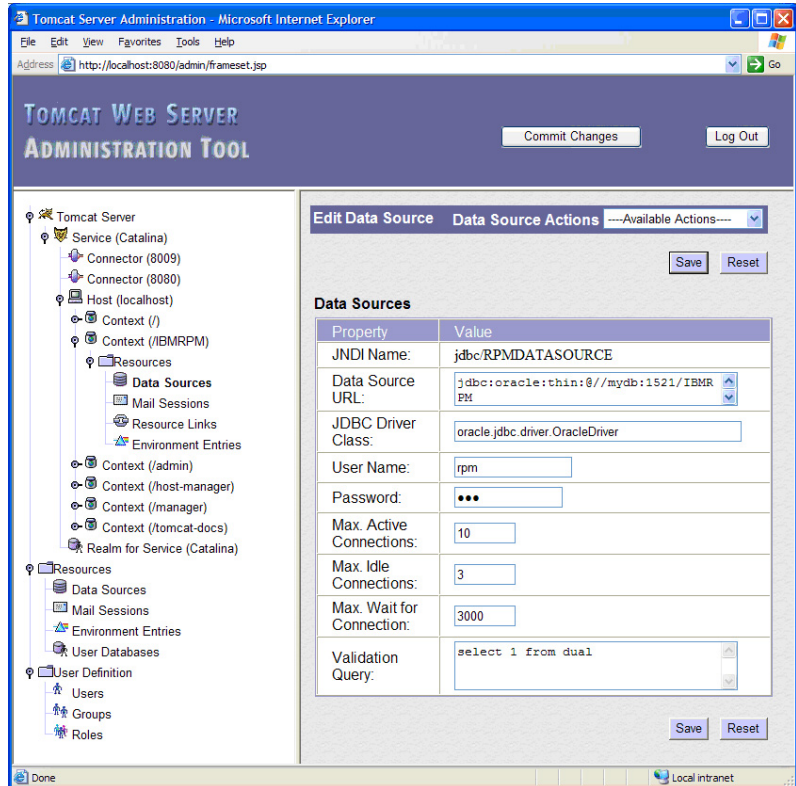 Tomcat Server Administration - Microsoft Internet Explorer
File Edit View Favorites Tools Help
Address http://localhost:8080/admin/frameset.jsp Go
TOMCAT WEB SERVER
ADMINISTRATION TOOL
Commit Changes Log Out
Tomcat Server
Service (Catalina)
Connector (8009)
Connector (8080)
Host (localhost)
Context (/)
Context (/IBMRPM)
Resources
Data Sources
Mail Sessions
Resource Links
Environment Entries
Context (/admin)
Context (/host-manager)
Context (/manager)
Context (/tomcat-docs)
Realm for Service (Catalina)
Resources
Data Sources
Mail Sessions
Environment Entries
User Databases
User Definition
Users
Groups
Roles
Edit Data Source Data Source Actions ----Available Actions----
Save Reset
Data Sources
Property Value
JNDI Name: jdbc/RPMDATASOURCE
Data Source URL: jdbc:oracle:thin:@//mydb:1521/IBMR
PM
JDBC Driver Class: oracle.jdbc.driver.OracleDriver
User Name: rpm
Password: •••
Max. Active Connections: 10
Max. Idle Connections: 3
Max. Wait for Connection: 3000
Validation Query: select 1 from dual
Save Reset
Done Local intranet